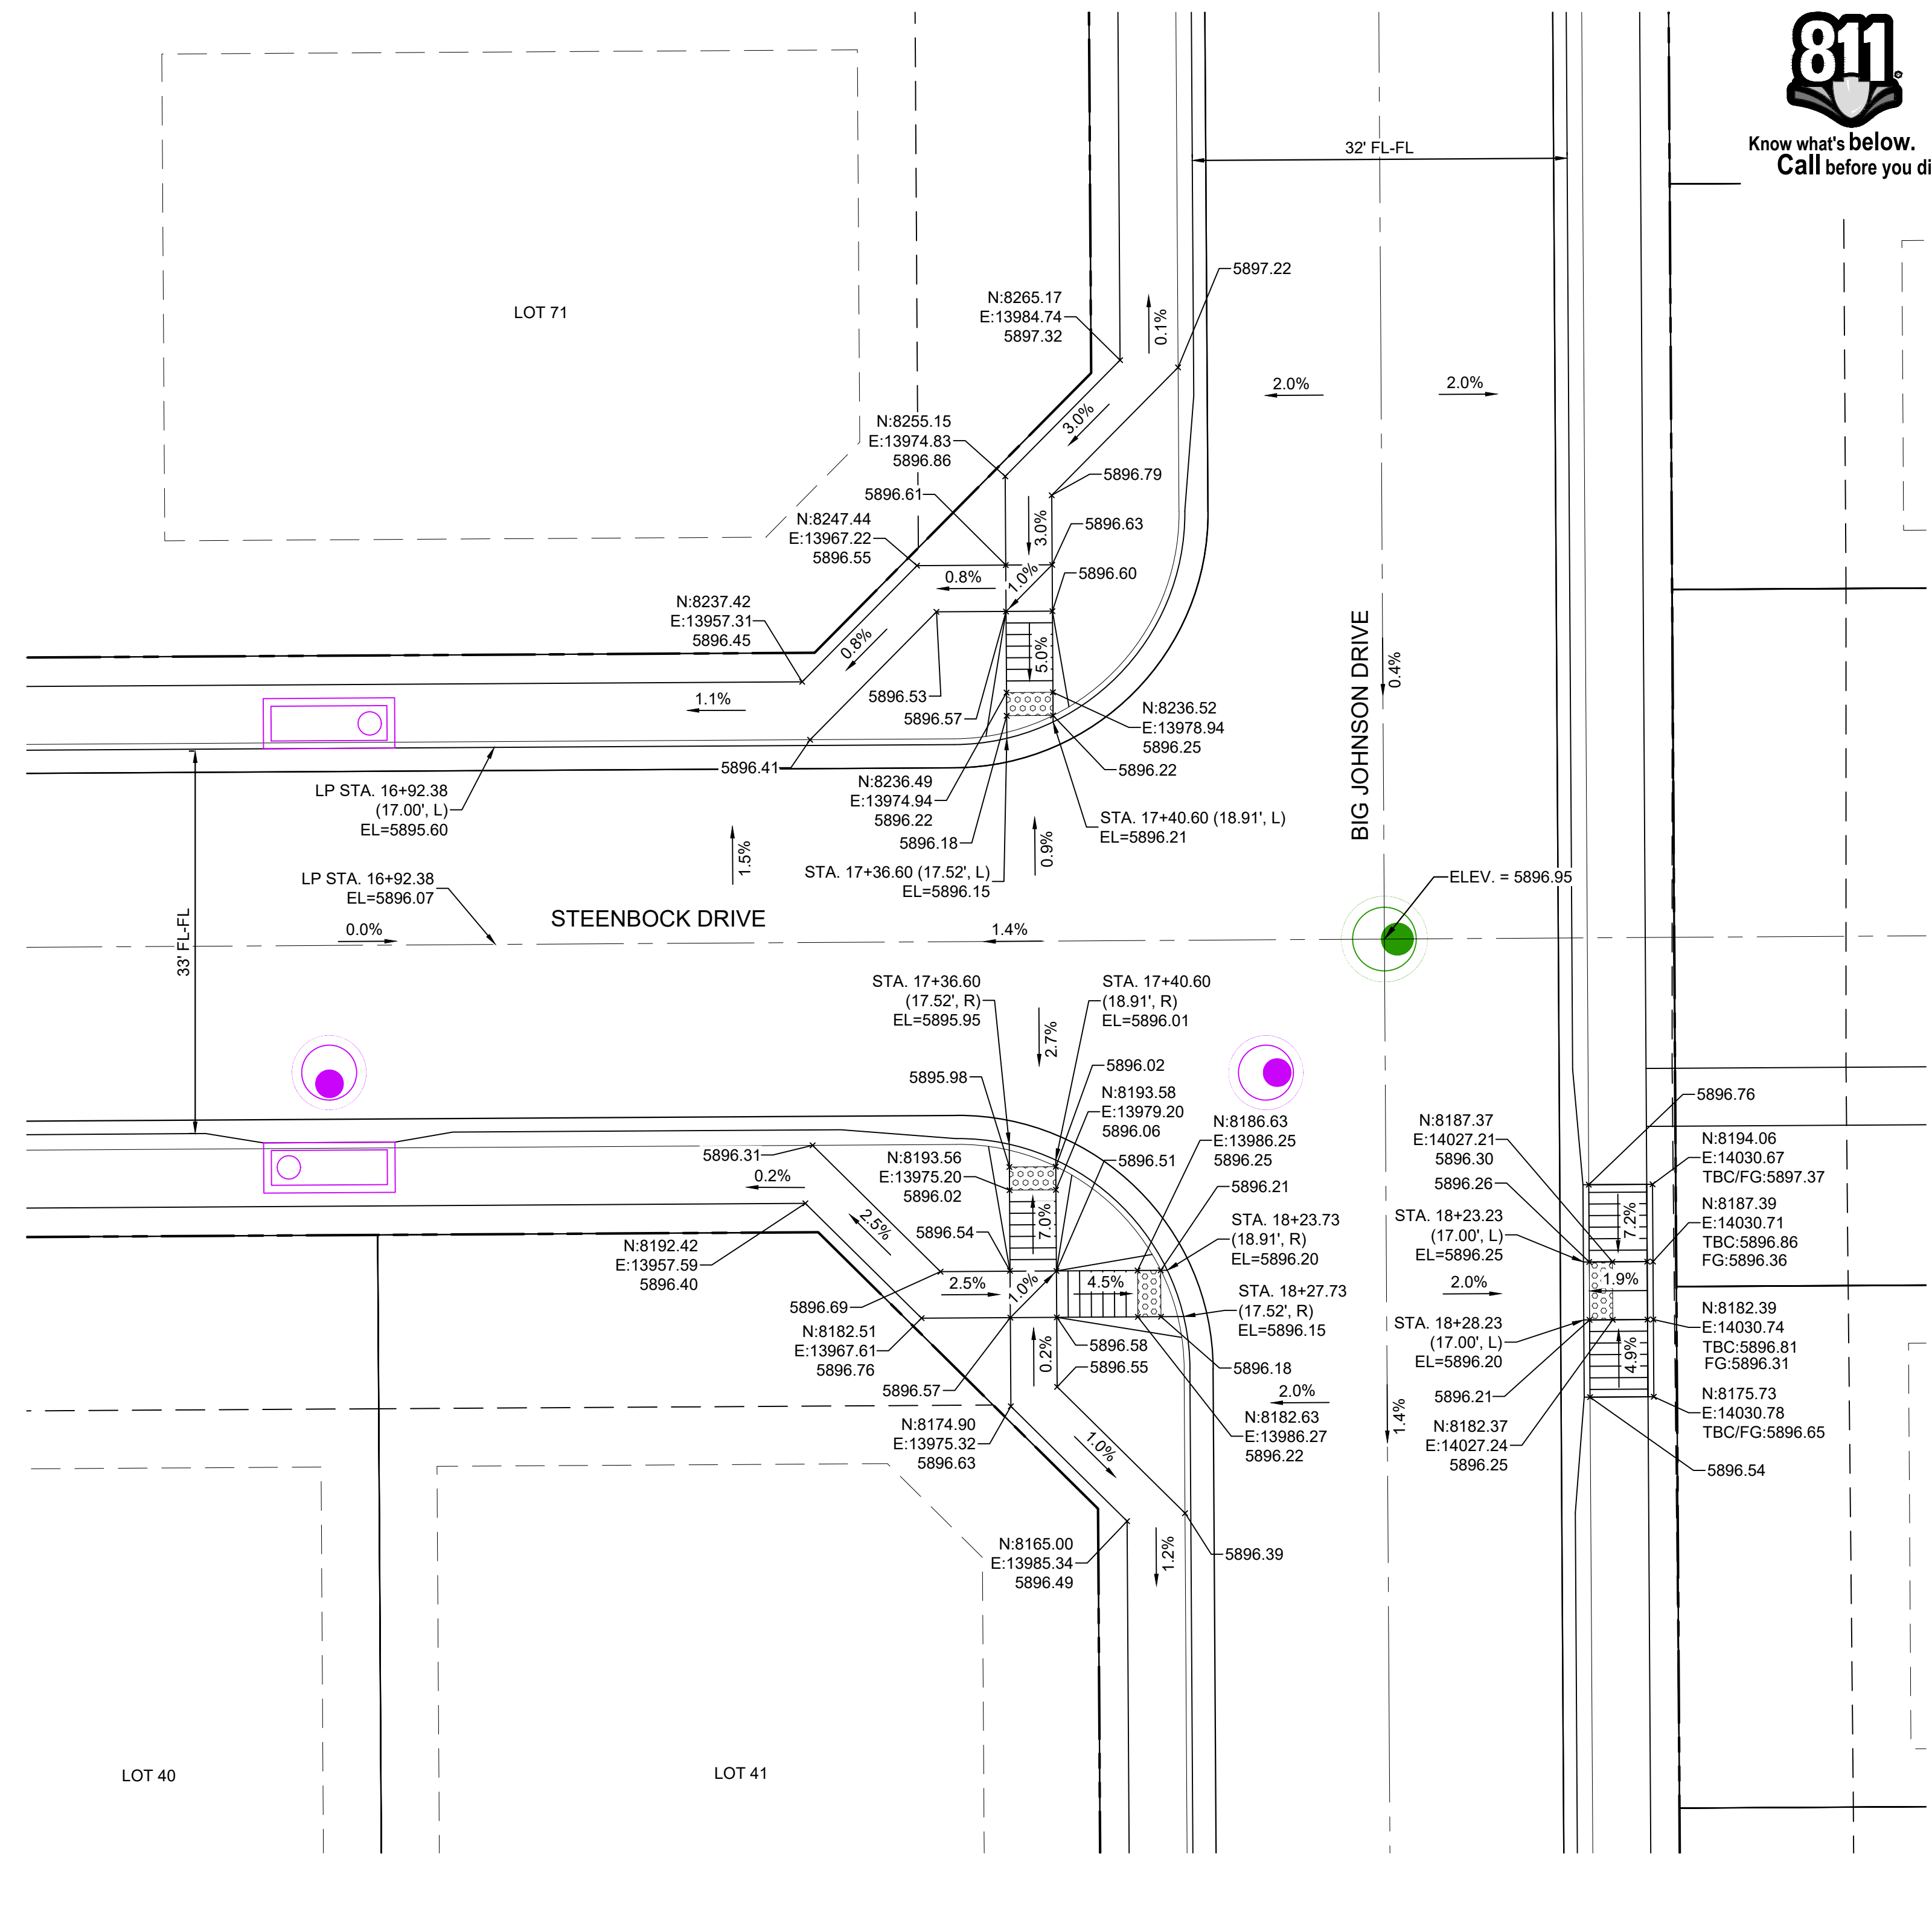 811
Know what's below.
Call before you di
32' FL-FL
5897.22
N:8265.17
E:13984.74
5897.32
LOT 71
0.1%
2.0%
2.0%
3.0%
N:8255.15
E:13974.83
5896.86
5896.79
5896.61
N:8247.44
E:13967.22
5896.55
3.0%
5896.63
0.8%
1.0%
5896.60
N:8237.42
E:13957.31
5896.45
0.8%
5.0%
BIG JOHNSON DRIVE
0.4%
1.1%
5896.53
5896.57
N:8236.52
E:13978.94
5896.25
5896.41
5896.22
LP STA. 16+92.38
(17.00', L)
EL=5895.60
N:8236.49
E:13974.94
5896.22
5896.18
STA. 17+40.60 (18.91', L)
EL=5896.21
1.5%
0.9%
STA. 17+36.60 (17.52', L)
EL=5896.15
LP STA. 16+92.38
EL=5896.07
ELEV. = 5896.95
33' FL-FL
STEENBOCK DRIVE
0.0%
1.4%
STA. 17+36.60
(17.52', R)
EL=5895.95
STA. 17+40.60
(18.91', R)
EL=5896.01
2.7%
5895.98
5896.02
N:8193.58
E:13979.20
5896.06
N:8186.63
E:13986.25
5896.25
N:8187.37
E:14027.21
5896.30
5896.76
N:8194.06
E:14030.67
TBC/FG:5897.37
5896.31
N:8193.56
E:13975.20
5896.02
5896.51
0.2%
5896.21
5896.26
N:8187.39
E:14030.71
TBC:5896.86
FG:5896.36
2.5%
7.0%
5896.54
STA. 18+23.73
(18.91', R)
EL=5896.20
STA. 18+23.23
(17.00', L)
EL=5896.25
7.2%
N:8192.42
E:13957.59
5896.40
2.5%
1.0%
4.5%
2.0%
1.9%
5896.69
STA. 18+27.73
(17.52', R)
EL=5896.15
N:8182.39
E:14030.74
TBC:5896.81
FG:5896.31
N:8182.51
E:13967.61
5896.76
0.2%
5896.58
5896.55
5896.18
STA. 18+28.23
(17.00', L)
EL=5896.20
4.9%
5896.57
2.0%
1.4%
5896.21
N:8175.73
E:14030.78
TBC/FG:5896.65
N:8174.90
E:13975.32
5896.63
1.0%
N:8182.63
E:13986.27
5896.22
N:8182.37
E:14027.24
5896.25
5896.54
N:8165.00
E:13985.34
5896.49
1.2%
5896.39
LOT 40
LOT 41